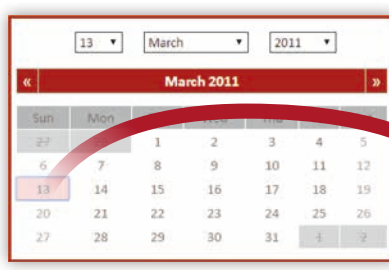 13 March 2011
« March 2011 »
Sun Mon Wed Thu
27 1 2 3 4 5
6 7 8 9 10 11 12
13 14 15 16 17 18 19
20 21 22 23 24 25 26
27 28 29 30 31 1 2